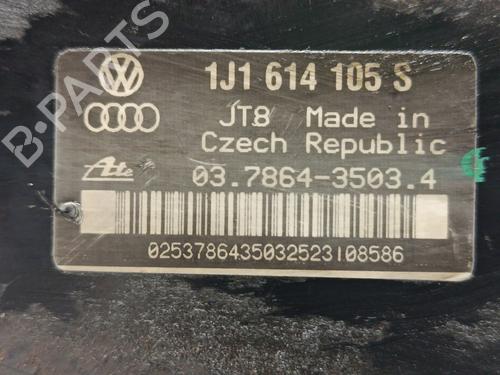 1J1 614 105 S
JT8 Made in
Czech Republic
Ate 03.7864-3503.4
0253786435032523108586
B-PARTS